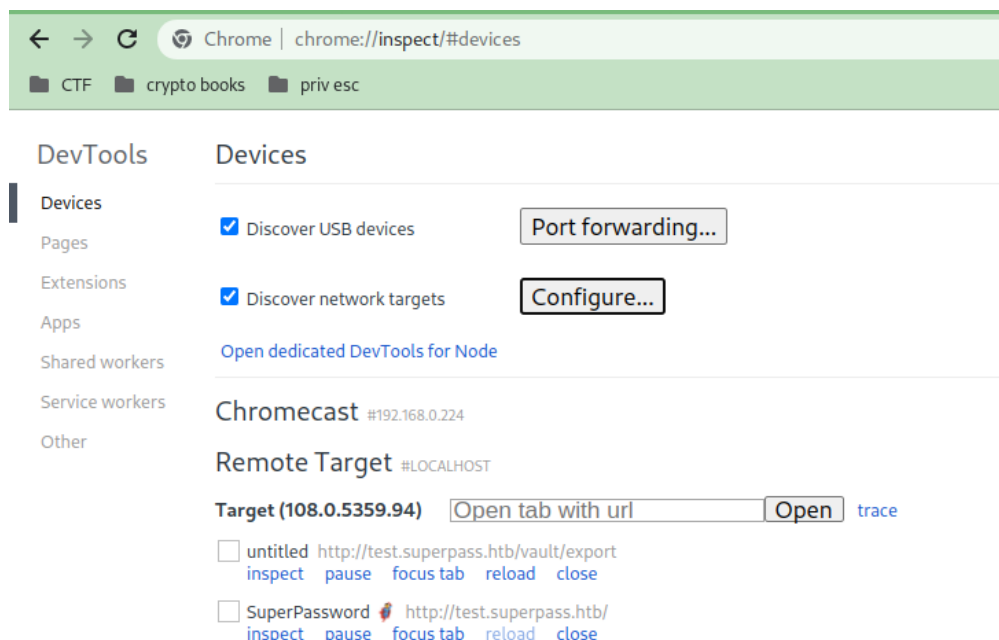 Chrome | chrome://inspect/#devices
CTF crypto books priv esc
DevTools
Devices
Pages
Extensions
Apps
Shared workers
Service workers
Other
Devices
Discover USB devices Port forwarding...
Discover network targets Configure...
Open dedicated DevTools for Node
Chromecast #192.168.0.224
Remote Target #LOCALHOST
Target (108.0.5359.94) Open tab with url Open trace
untitled http://test.superpass.htb/vault/export
inspect pause focus tab reload close
SuperPassword 🦸 http://test.superpass.htb/
inspect pause focus tab reload close